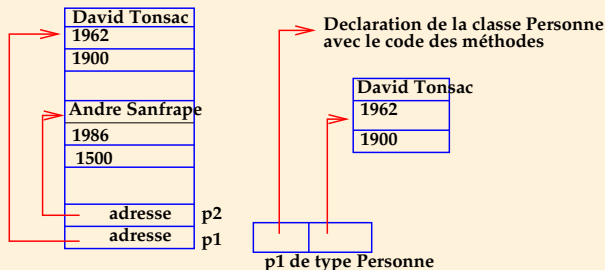 David Tonsac
1962
1900
Andre Sanfrape
1986
1500
adresse p2
adresse p1
Declaration de la classe Personne
avec le code des méthodes
David Tonsac
1962
1900
p1 de type Personne